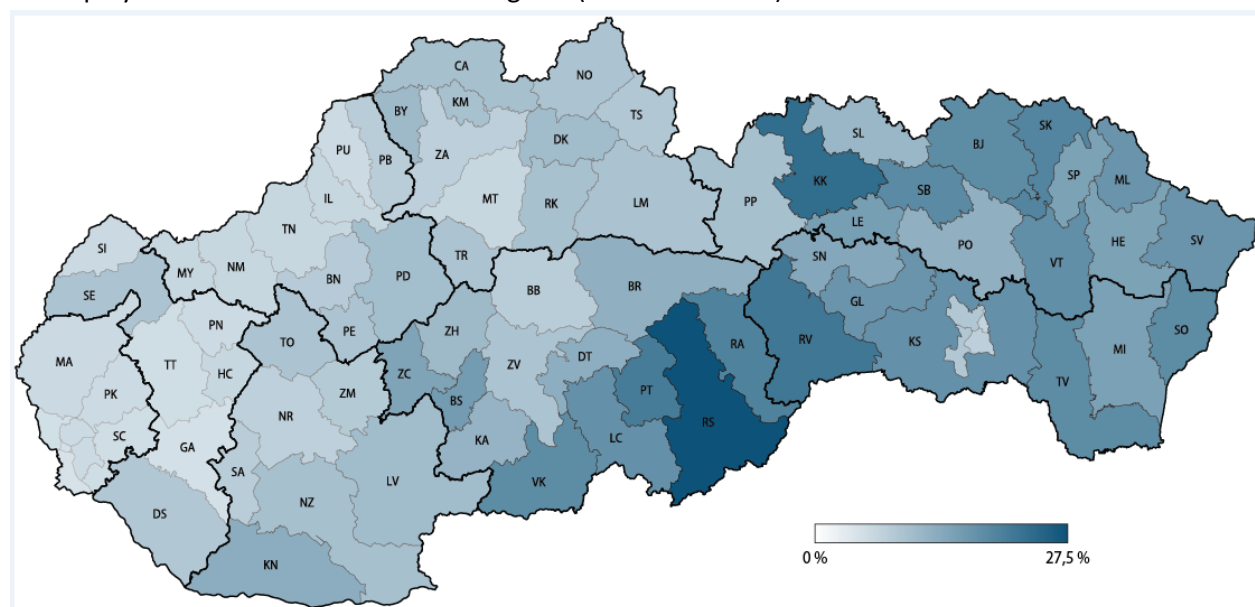 CA
NO
BY
KM
TS
SL
SK
BJ
PU
PB
ZA
DK
SP
ML
KK
SB
IL
MT
RK
LM
PP
LE
TN
PO
HE
SV
SI
MY
NM
TR
SN
VT
BN
PD
BB
BR
SE
GL
PN
PE
ZH
RV
KS
SO
TO
DT
RA
MI
MA
TT
HC
ZC
ZV
PK
ZM
BS
PT
TV
NR
RS
SC
GA
KA
LC
SA
LV
VK
NZ
DS
KN
0 %
27,5 %